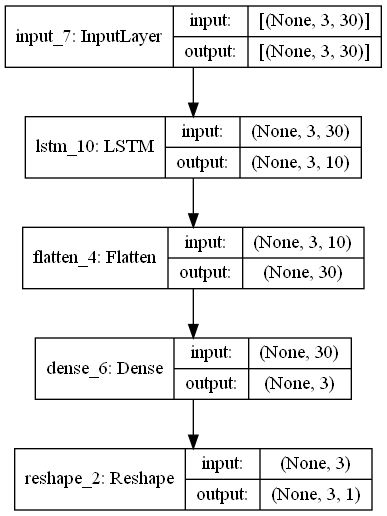 input_7: InputLayer
input: [(None, 3, 30)]
output: [(None, 3, 30)]
lstm_10: LSTM
input: (None, 3, 30)
output: (None, 3, 10)
flatten_4: Flatten
input: (None, 3, 10)
output: (None, 30)
dense_6: Dense
input: (None, 30)
output: (None, 3)
reshape_2: Reshape
input: (None, 3)
output: (None, 3, 1)